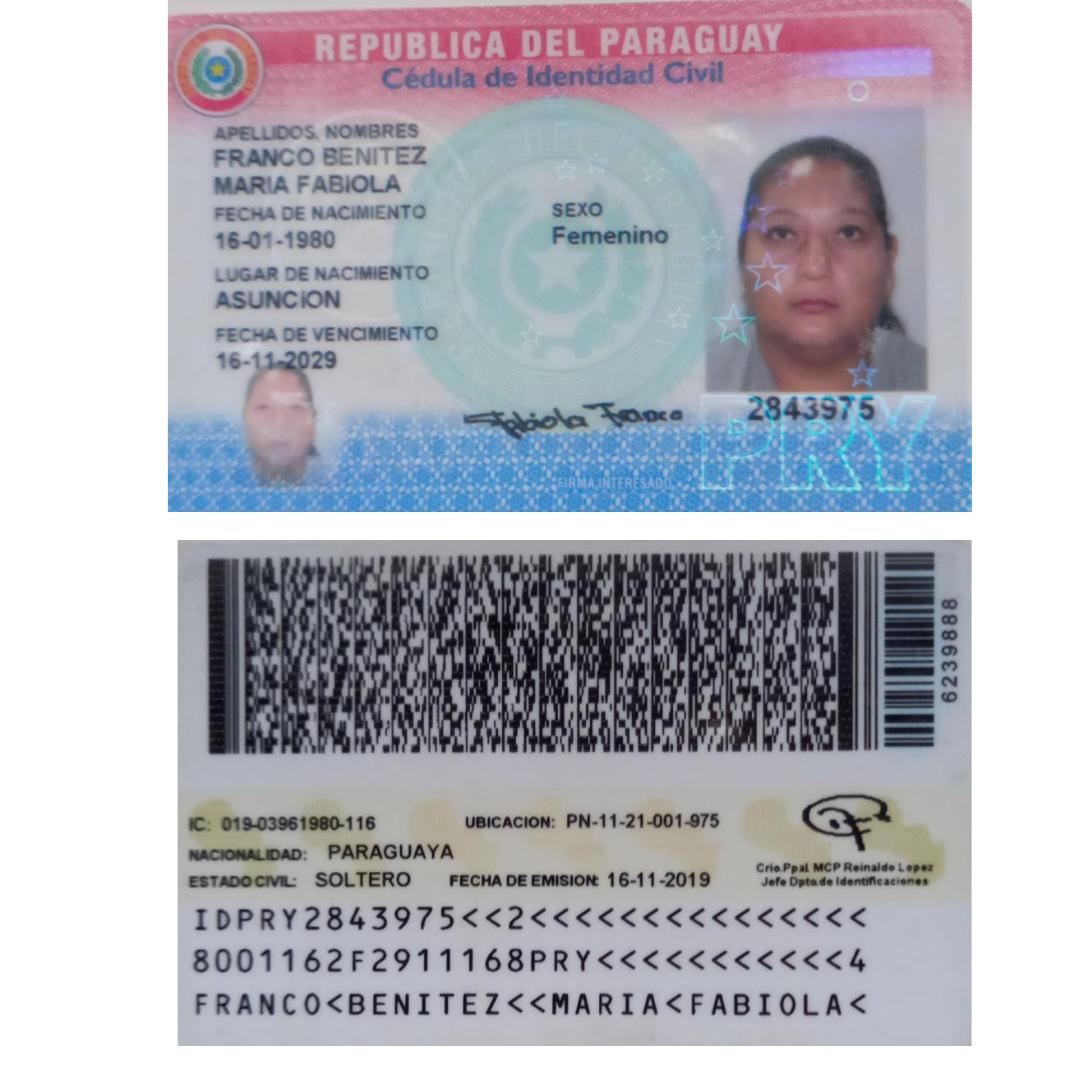 REPUBLICA DEL PARAGUAY
Cédula de Identidad Civil
APELLIDOS, NOMBRES
FRANCO BENITEZ
MARIA FABIOLA
FECHA DE NACIMIENTO
16-01-1980
SEXO
Femenino
LUGAR DE NACIMIENTO
ASUNCION
FECHA DE VENCIMIENTO
16-11-2029
Fabiola Franco
2843975
PRY
FIRMA INTERESADO
6239888
IC: 019-03961980-116
UBICACION: PN-11-21-001-975
NACIONALIDAD: PARAGUAYA
ESTADO CIVIL: SOLTERO FECHA DE EMISION: 16-11-2019
Crio.Ppal MCP Reinaldo Lopez
Jefe Dpto.de Identificaciones
IDPRY2843975<<2<<<<<<<<<<<<<<<
8001162F2911168PRY<<<<<<<<<<<4
FRANCO<BENITEZ<<MARIA<FABIOLA<